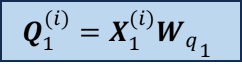 $Q_1^{(i)} = X_1^{(i)} W_{q_1}$